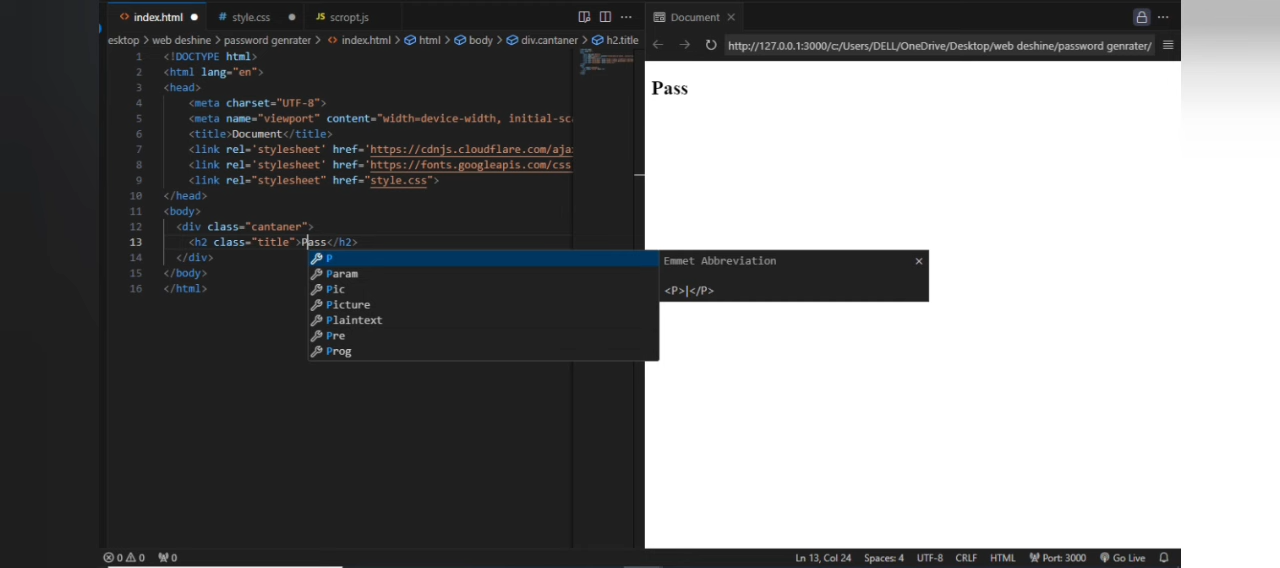 index.html
style.css
JS scropt.js
Document
esktop > web deshine > password genrater > index.html > html > body > div.cantaner > h2.title
http://127.0.0.1:3000/c:/Users/DELL/OneDrive/Desktop/web deshine/password genrater/
1 <!DOCTYPE html>
2 <html lang="en">
3 <head>
4 <meta charset="UTF-8">
5 <meta name="viewport" content="width=device-width, initial-sca
6 <title>Document</title>
7 <link rel='stylesheet' href='https://cdnjs.cloudflare.com/aja
8 <link rel='stylesheet' href='https://fonts.googleapis.com/css
9 <link rel="stylesheet" href="style.css">
10 </head>
11 <body>
12 <div class="cantaner">
13 <h2 class="title">Pass</h2>
14 </div>
15 </body>
16 </html>
P
Param
Pic
Picture
Plaintext
Pre
Prog
Emmet Abbreviation
<P>|</P>
Pass
0 0 0
Ln 13, Col 24 Spaces: 4 UTF-8 CRLF HTML Port: 3000 Go Live